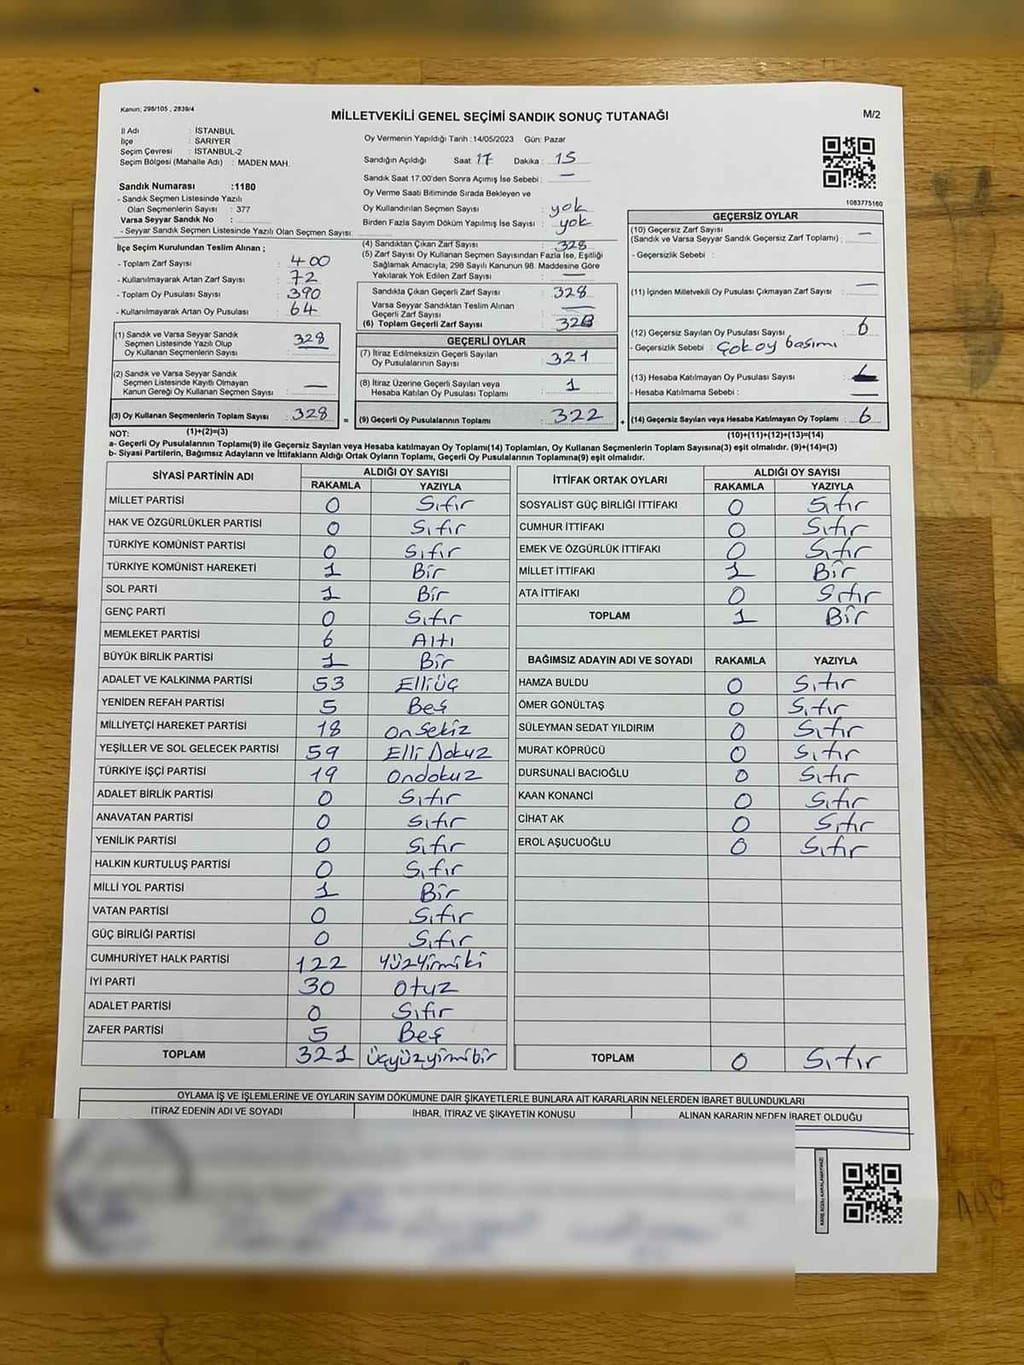 Kanun; 298/105 , 2839/4
MİLLETVEKİLİ GENEL SEÇİMİ SANDIK SONUÇ TUTANAĞI
M/2
İl Adı : İSTANBUL
İlçe : SARIYER
Seçim Çevresi : İSTANBUL-2
Seçim Bölgesi (Mahalle Adı) : MADEN MAH.
Sandık Numarası :1180
- Sandık Seçmen Listesinde Yazılı
Olan Seçmenlerin Sayısı : 377
Varsa Seyyar Sandık No :
- Seyyar Sandık Seçmen Listesinde Yazılı Olan Seçmen Sayısı:
Oy Vermenin Yapıldığı Tarih : 14/05/2023 Gün: Pazar
Sandığın Açıldığı Saat 17 Dakika : 15
Sandık Saat 17.00'den Sonra Açımış İse Sebebi : —
Oy Verme Saati Bitiminde Sırada Bekleyen ve
Oy Kullandırılan Seçmen Sayısı : yok
Birden Fazla Sayım Döküm Yapılmış İse Sayısı : yok
1083775160
İlçe Seçim Kurulundan Teslim Alınan ;
- Toplam Zarf Sayısı : 400
- Kullanılmayarak Artan Zarf Sayısı : 72
- Toplam Oy Pusulası Sayısı : 390
- Kullanılmayarak Artan Oy Pusulası : 64
(4) Sandıktan Çıkan Zarf Sayısı : 328
(5) Zarf Sayısı Oy Kullanan Seçmen Sayısından Fazla İse, Eşitliği
Sağlamak Amacıyla, 298 Sayılı Kanunun 98. Maddesine Göre
Yakılarak Yok Edilen Zarf Sayısı : —
Sandıkta Çıkan Geçerli Zarf Sayısı : 328
Varsa Seyyar Sandıktan Teslim Alınan
Geçerli Zarf Sayısı : —
(6) Toplam Geçerli Zarf Sayısı : 328
(1) Sandık ve Varsa Seyyar Sandık
Seçmen Listesinde Yazılı Olup
Oy Kullanan Seçmenlerin Sayısı : 328
(2) Sandık ve Varsa Seyyar Sandık
Seçmen Listesinde Kayıtlı Olmayan
Kanun Gereği Oy Kullanan Seçmen Sayısı : —
(3) Oy Kullanan Seçmenlerin Toplam Sayısı : 328
(1)+(2)=(3)
GEÇERLİ OYLAR
(7) İtiraz Edilmeksizin Geçerli Sayılan
Oy Pusulalarının Sayısı : 321
(8) İtiraz Üzerine Geçerli Sayılan veya
Hesaba Katılan Oy Pusulası Toplamı : 1
= (9) Geçerli Oy Pusulalarının Toplamı : 322
GEÇERSİZ OYLAR
(10) Geçersiz Zarf Sayısı
(Sandık ve Varsa Seyyar Sandık Geçersiz Zarf Toplamı) : —
- Geçersizlik Sebebi :
(11) İçinden Milletvekili Oy Pusulası Çıkmayan Zarf Sayısı : —
(12) Geçersiz Sayılan Oy Pusulası Sayısı : 6
- Geçersizlik Sebebi : Çok oy basımı
(13) Hesaba Katılmayan Oy Pusulası Sayısı :
- Hesaba Katılmama Sebebi : —
+ (14) Geçersiz Sayılan veya Hesaba Katılmayan Oy Toplamı : 6
(10)+(11)+(12)+(13)=(14)
NOT:
a- Geçerli Oy Pusulalarının Toplamı(9) ile Geçersiz Sayılan veya Hesaba katılmayan Oy Toplamı(14) Toplamları, Oy Kullanan Seçmenlerin Toplam Sayısına(3) eşit olmalıdır. (9)+(14)=(3)
b- Siyasi Partilerin, Bağımsız Adayların ve İttifakların Aldığı Ortak Oyların Toplamı, Geçerli Oy Pusulalarının Toplamına(9) eşit olmalıdır.
SİYASİ PARTİNİN ADI ALDIĞI OY SAYISI
RAKAMLA YAZIYLA
MİLLET PARTİSİ 0 Sıfır
HAK VE ÖZGÜRLÜKLER PARTİSİ 0 Sıfır
TÜRKİYE KOMÜNİST PARTİSİ 0 Sıfır
TÜRKİYE KOMÜNİST HAREKETİ 1 Bir
SOL PARTİ 1 Bir
GENÇ PARTİ 0 Sıfır
MEMLEKET PARTİSİ 6 Altı
BÜYÜK BİRLİK PARTİSİ 1 Bir
ADALET VE KALKINMA PARTİSİ 53 Elliüç
YENİDEN REFAH PARTİSİ 5 Beş
MİLLİYETÇİ HAREKET PARTİSİ 18 onsekiz
YEŞİLLER VE SOL GELECEK PARTİSİ 59 Elli Dokuz
TÜRKİYE İŞÇİ PARTİSİ 19 Ondokuz
ADALET BİRLİK PARTİSİ 0 Sıfır
ANAVATAN PARTİSİ 0 Sıfır
YENİLİK PARTİSİ 0 Sıfır
HALKIN KURTULUŞ PARTİSİ 0 Sıfır
MİLLİ YOL PARTİSİ 1 Bir
VATAN PARTİSİ 0 Sıfır
GÜÇ BİRLİĞİ PARTİSİ 0 Sıfır
CUMHURİYET HALK PARTİSİ 122 Yüzyirmiiki
İYİ PARTİ 30 Otuz
ADALET PARTİSİ 0 Sıfır
ZAFER PARTİSİ 5 Beş
TOPLAM 321 üçyüzyirmibir
İTTİFAK ORTAK OYLARI ALDIĞI OY SAYISI
RAKAMLA YAZIYLA
SOSYALİST GÜÇ BİRLİĞİ İTTİFAKI 0 Sıfır
CUMHUR İTTİFAKI 0 Sıfır
EMEK VE ÖZGÜRLÜK İTTİFAKI 0 Sıfır
MİLLET İTTİFAKI 1 Bir
ATA İTTİFAKI 0 Sıfır
TOPLAM 1 Bir
BAĞIMSIZ ADAYIN ADI VE SOYADI RAKAMLA YAZIYLA
HAMZA BULDU 0 Sıfır
ÖMER GÖNÜLTAŞ 0 Sıfır
SÜLEYMAN SEDAT YILDIRIM 0 Sıfır
MURAT KÖPRÜCÜ 0 Sıfır
DURSUNALİ BACIOĞLU 0 Sıfır
KAAN KONANCİ 0 Sıfır
CİHAT AK 0 Sıfır
EROL AŞUCUOĞLU 0 Sıfır
TOPLAM 0 Sıfır
OYLAMA İŞ VE İŞLEMLERİNE VE OYLARIN SAYIM DÖKÜMÜNE DAİR ŞİKAYETLERLE BUNLARA AİT KARARLARIN NELERDEN İBARET BULUNDUKLARI
İTİRAZ EDENİN ADI VE SOYADI İHBAR, İTİRAZ VE ŞİKAYETİN KONUSU ALINAN KARARIN NEDEN İBARET OLDUĞU
KARE KODU KARALAMAYINIZ!